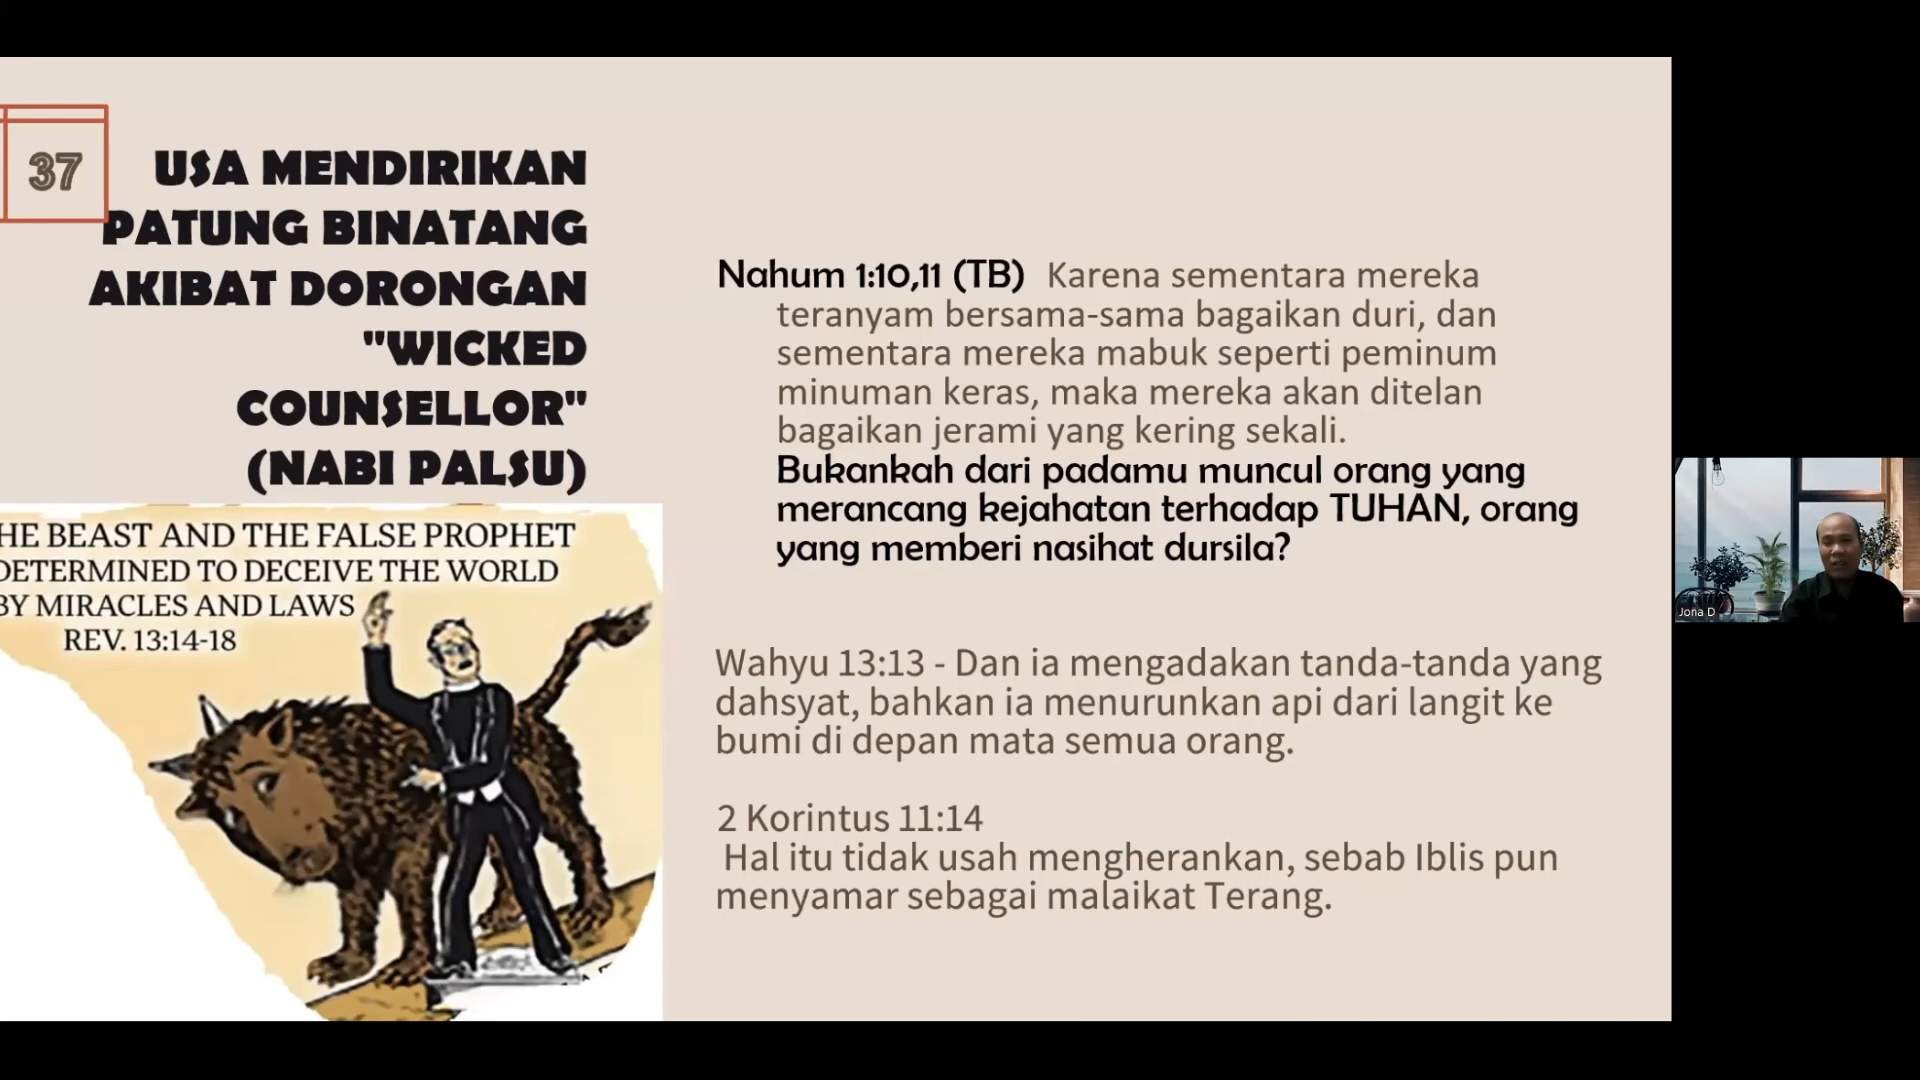 37
USA MENDIRIKAN
PATUNG BINATANG
AKIBAT DORONGAN
"WICKED
COUNSELLOR"
(NABI PALSU)
HE BEAST AND THE FALSE PROPHET
DETERMINED TO DECEIVE THE WORLD
BY MIRACLES AND LAWS
REV. 13:14-18
Nahum 1:10,11 (TB) Karena sementara mereka
teranyam bersama-sama bagaikan duri, dan
sementara mereka mabuk seperti peminum
minuman keras, maka mereka akan ditelan
bagaikan jerami yang kering sekali.
Bukankah dari padamu muncul orang yang
merancang kejahatan terhadap TUHAN, orang
yang memberi nasihat dursila?
Wahyu 13:13 - Dan ia mengadakan tanda-tanda yang
dahsyat, bahkan ia menurunkan api dari langit ke
bumi di depan mata semua orang.
2 Korintus 11:14
Hal itu tidak usah mengherankan, sebab Iblis pun
menyamar sebagai malaikat Terang.
Jona D